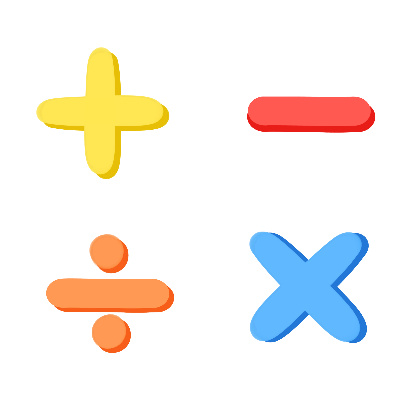 + −
÷ ×